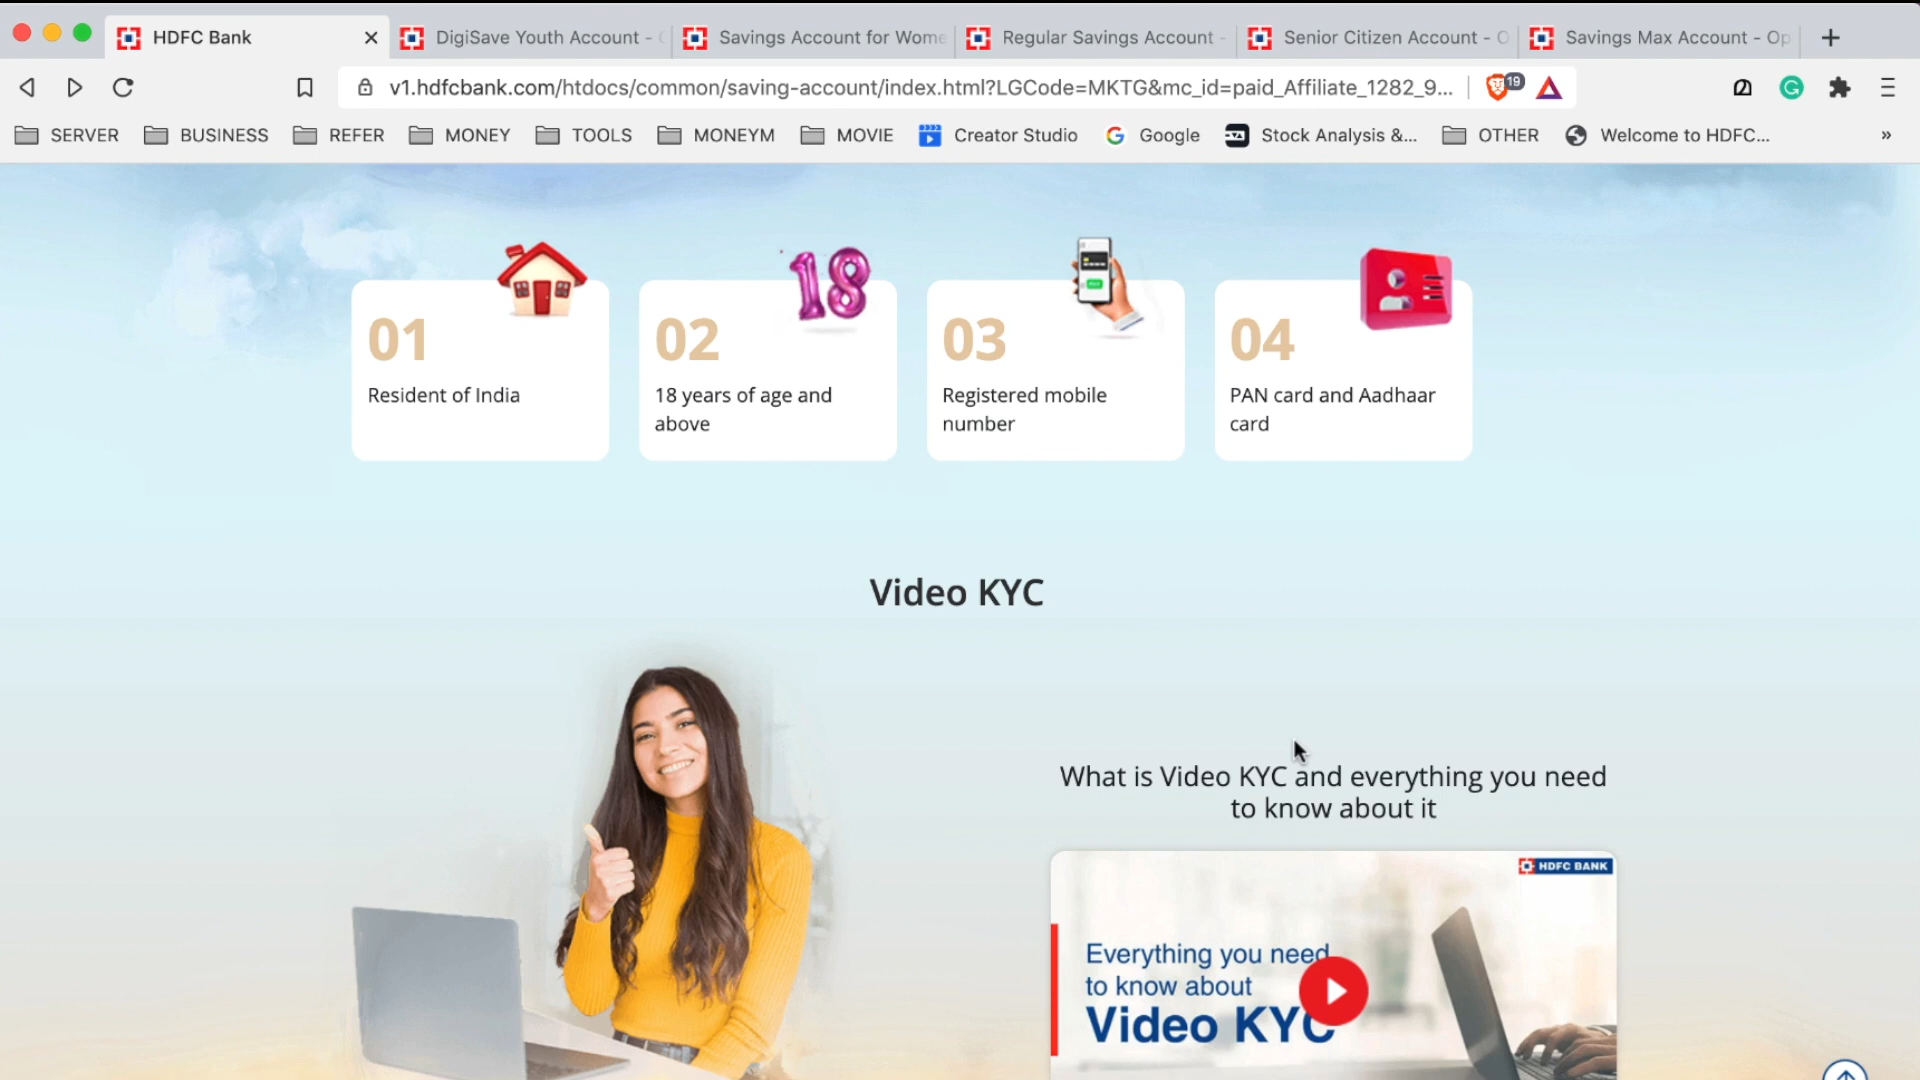 HDFC Bank
DigiSave Youth Account -
Savings Account for Wome
Regular Savings Account -
Senior Citizen Account - O
Savings Max Account - Op
v1.hdfcbank.com/htdocs/common/saving-account/index.html?LGCode=MKTG&mc_id=paid_Affiliate_1282_9...
19
SERVER
BUSINESS
REFER
MONEY
TOOLS
MONEYM
MOVIE
Creator Studio
Google
Stock Analysis &...
OTHER
Welcome to HDFC...
»
18
01
Resident of India
02
18 years of age and
above
03
Registered mobile
number
04
PAN card and Aadhaar
card
Video KYC
What is Video KYC and everything you need
to know about it
HDFC BANK
Everything you need
to know about
Video KYC